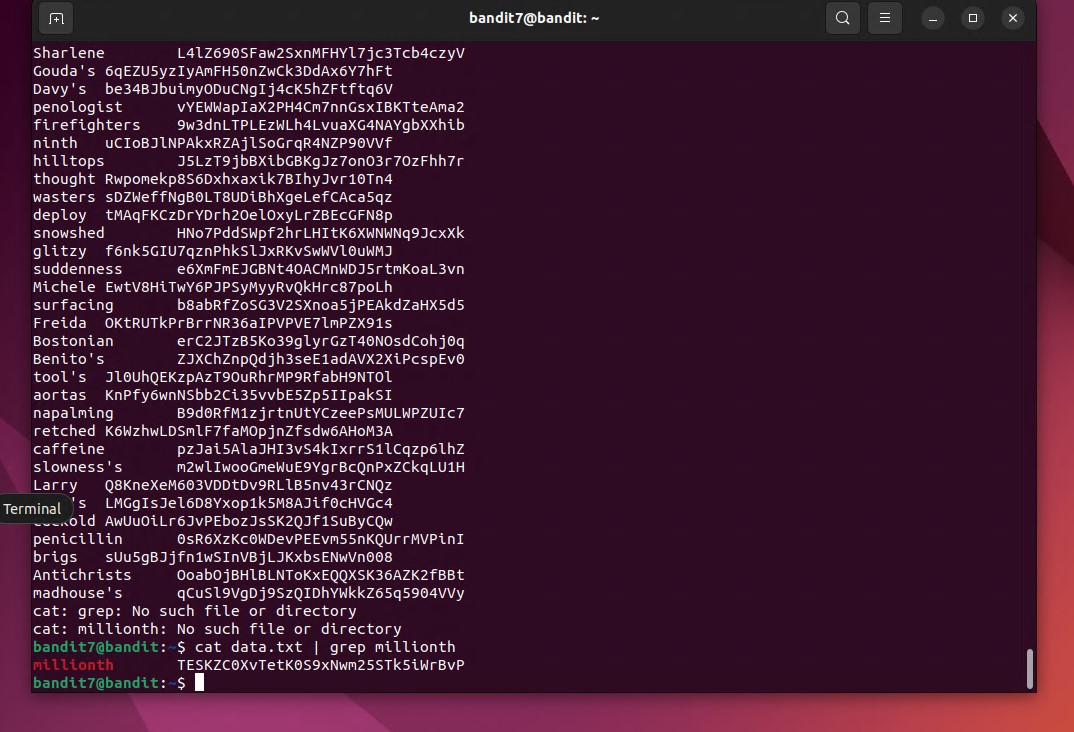 bandit7@bandit: ~
Sharlene L4lZ690SFaw2SxnMFHYl7jc3Tcb4czyV
Gouda's 6qEZU5yzIyAmFH50nZwCk3DdAx6Y7hFt
Davy's be34BJbuimyODuCNgIj4cK5hZFtftq6V
penologist vYEWWapIaX2PH4Cm7nnGsxIBKTteAma2
firefighters 9w3dnLTPLEzWLh4LvuaXG4NAYgbXXhib
ninth uCIoBJlNPAkxRZAjlSoGrqR4NZP90VVf
hilltops J5LzT9jbBXibGBKgJz7onO3r7OzFhh7r
thought Rwpomekp8S6Dxhxaxik7BIhyJvr10Tn4
wasters sDZWeffNgB0LT8UDiBhXgeLefCAca5qz
deploy tMAqFKCzDrYDrh2OelOxyLrZBEcGFN8p
snowshed HNo7PddSWpf2hrLHItK6XWNWNq9JcxXk
glitzy f6nk5GIU7qznPhkSlJxRKvSwWVl0uWMJ
suddenness e6XmFmEJGBNt4OACMnWDJ5rtmKoaL3vn
Michele EwtV8HiTwY6PJPSyMyyRvQkHrc87poLh
surfacing b8abRfZoSG3V2SXnoa5jPEAkdZaHX5d5
Freida OKtRUTkPrBrrNR36aIPVPVE7lmPZX91s
Bostonian erC2JTzB5Ko39glyrGzT40NOsdCohj0q
Benito's ZJXChZnpQdjh3seE1adAVX2XiPcspEv0
tool's Jl0UhQEKzpAzT9OuRhrMP9RfabH9NTOl
aortas KnPfy6wnNSbb2Ci35vvbE5Zp5IIpakSI
napalming B9d0RfM1zjrtnUtYCzeePsMULWPZUIc7
retched K6WzhwLDSmlF7faMOpjnZfsdw6AHoM3A
caffeine pzJai5AlaJHI3vS4kIxrrS1lCqzp6lhZ
slowness's m2wlIwooGmeWuE9YgrBcQnPxZCkqLU1H
Larry Q8KneXeM603VDDtDv9RLlB5nv43rCNQz
's LMGgIsJel6D8Yxop1k5M8AJif0cHVGc4
Terminal
AwUuOiLr6JvPEbozJsSK2QJf1SuByCQw
penicillin 0sR6XzKc0WDevPEEvm55nKQUrrMVPinI
brigs sUu5gBJjfn1wSInVBjLJKxbsENwVn008
Antichrists OoabOjBHlBLNToKxEQQXSK36AZK2fBBt
madhouse's qCuSl9VgDj9SzQIDhYWkkZ65q5904VVy
cat: grep: No such file or directory
cat: millionth: No such file or directory
bandit7@bandit:~$ cat data.txt | grep millionth
millionth TESKZC0XvTetK0S9xNwm25STk5iWrBvP
bandit7@bandit:~$